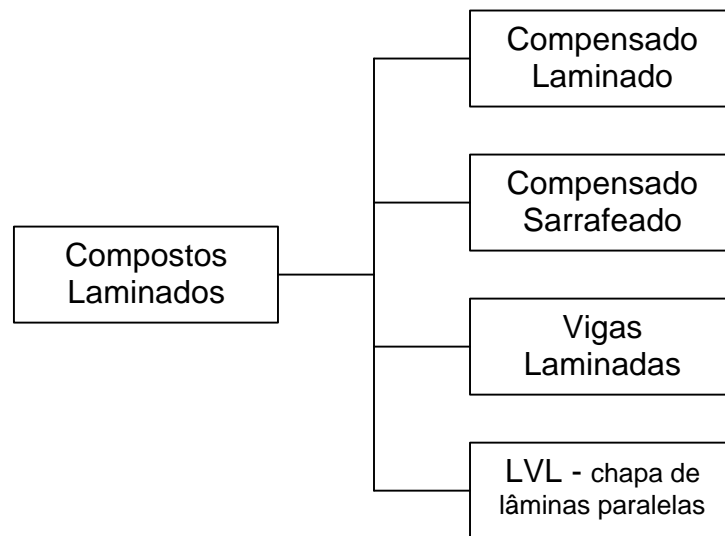 Compensado
Laminado
Compensado
Sarrafeado
Compostos
Laminados
Vigas
Laminadas
LVL - chapa de
lâminas paralelas